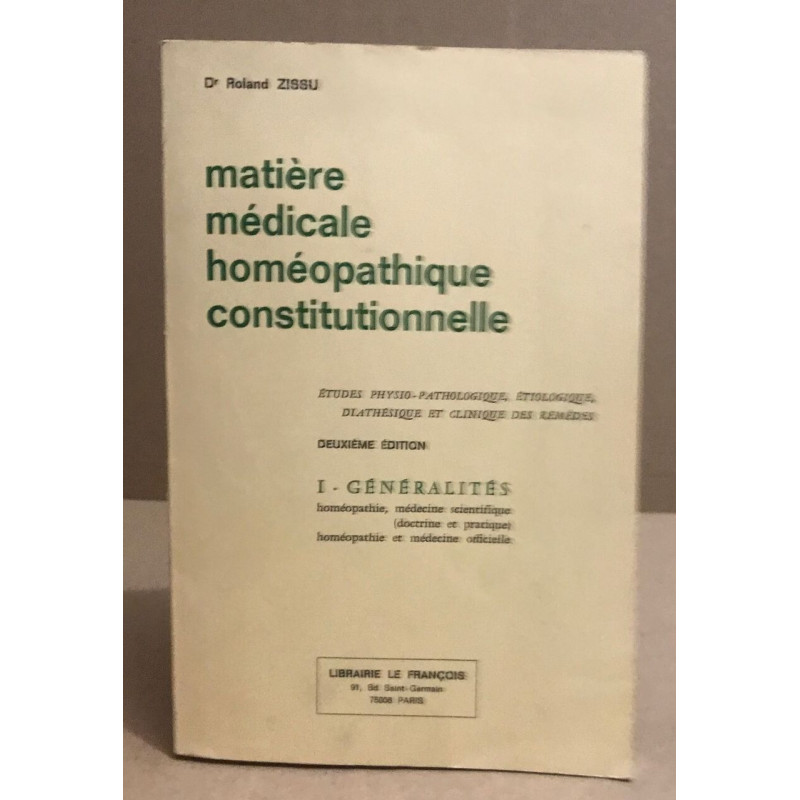 Dr Roland ZISSU
matière
médicale
homéopathique
constitutionnelle
ÉTUDES PHYSIO-PATHOLOGIQUE, ÉTIOLOGIQUE,
DIATHÉSIQUE ET CLINIQUE DES REMÈDES
DEUXIÈME ÉDITION
I - GÉNÉRALITÉS
homéopathie, médecine scientifique
(doctrine et pratique)
homéopathie et médecine officielle
LIBRAIRIE LE FRANÇOIS
91, Bd Saint-Germain
75006 PARIS